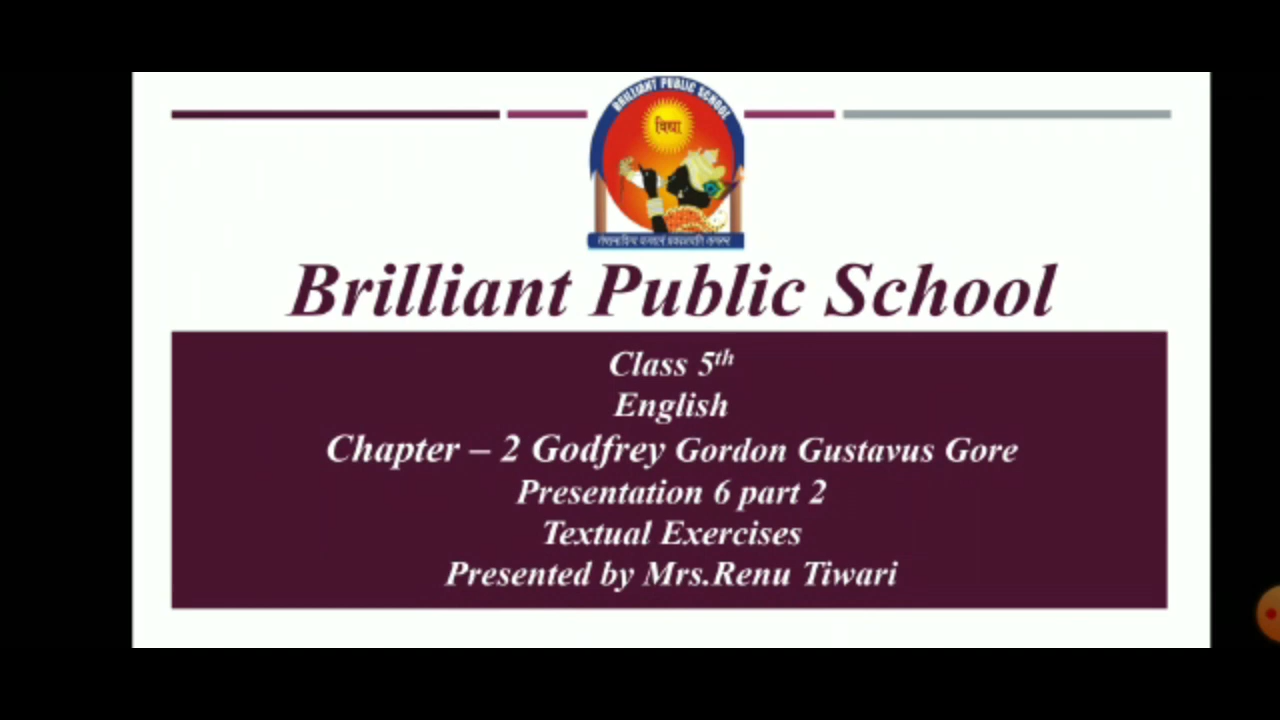 BRILLIANT PUBLIC SCHOOL
विद्या
Brilliant Public School
Class 5th
English
Chapter – 2 Godfrey Gordon Gustavus Gore
Presentation 6 part 2
Textual Exercises
Presented by Mrs.Renu Tiwari